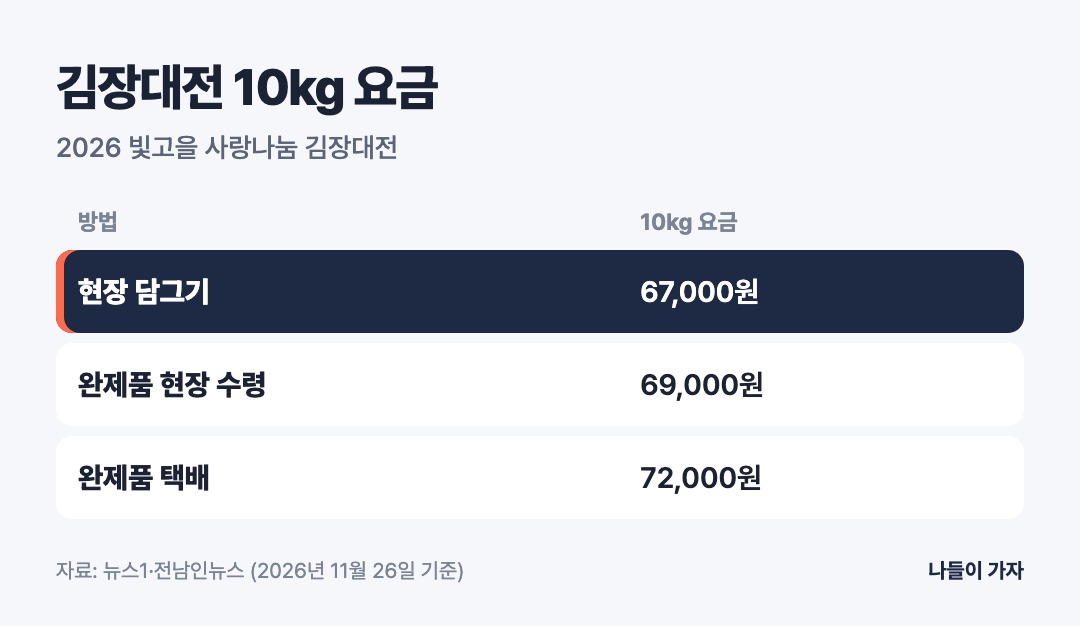 김장대전 10kg 요금
2026 빛고을 사랑나눔 김장대전
방법 10kg 요금
현장 담그기 67,000원
완제품 현장 수령 69,000원
완제품 택배 72,000원
자료: 뉴스1·전남인뉴스 (2026년 11월 26일 기준) 나들이 가자